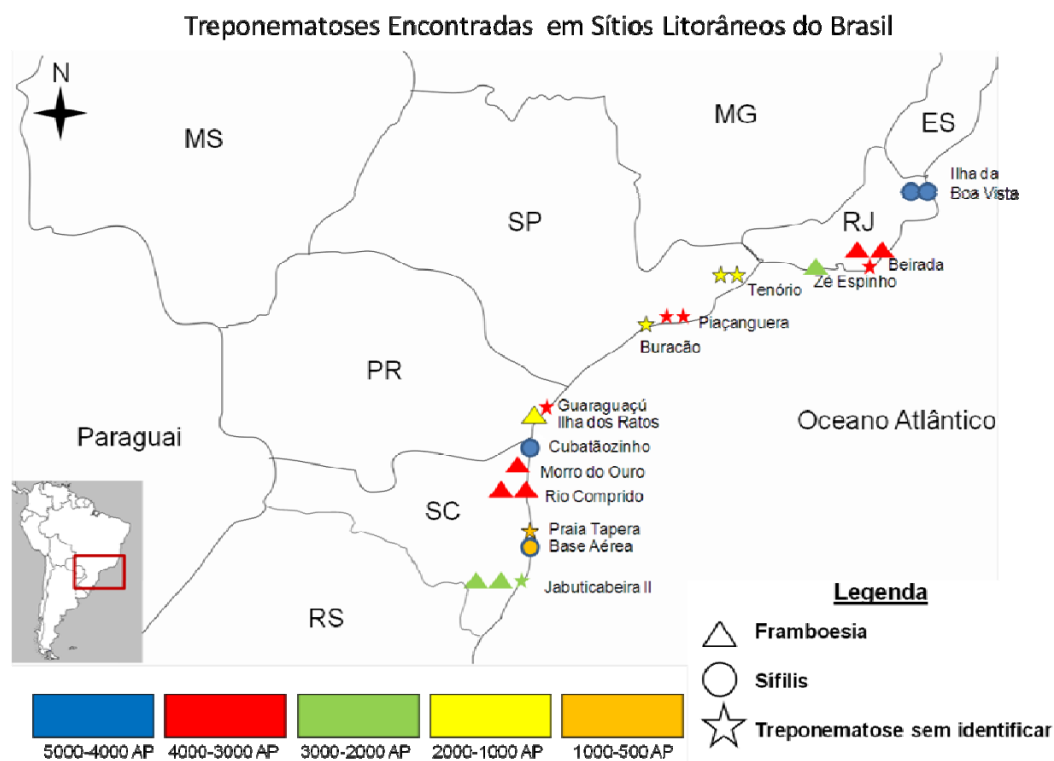 Treponematoses Encontradas em Sítios Litorâneos do Brasil
N
MS
MG
ES
Ilha da
Boa Vista
SP
RJ
Beirada
Zé Espinho
Tenório
Piaçanguera
Buracão
PR
Guaraguaçú
Ilha dos Ratos
Oceano Atlântico
Paraguai
Cubatãozinho
Morro do Ouro
Rio Comprido
SC
Praia Tapera
Base Aérea
Jabuticabeira II
RS
Legenda
Framboesia
Sífilis
Treponematose sem identificar
5000-4000 AP
4000-3000 AP
3000-2000 AP
2000-1000 AP
1000-500 AP